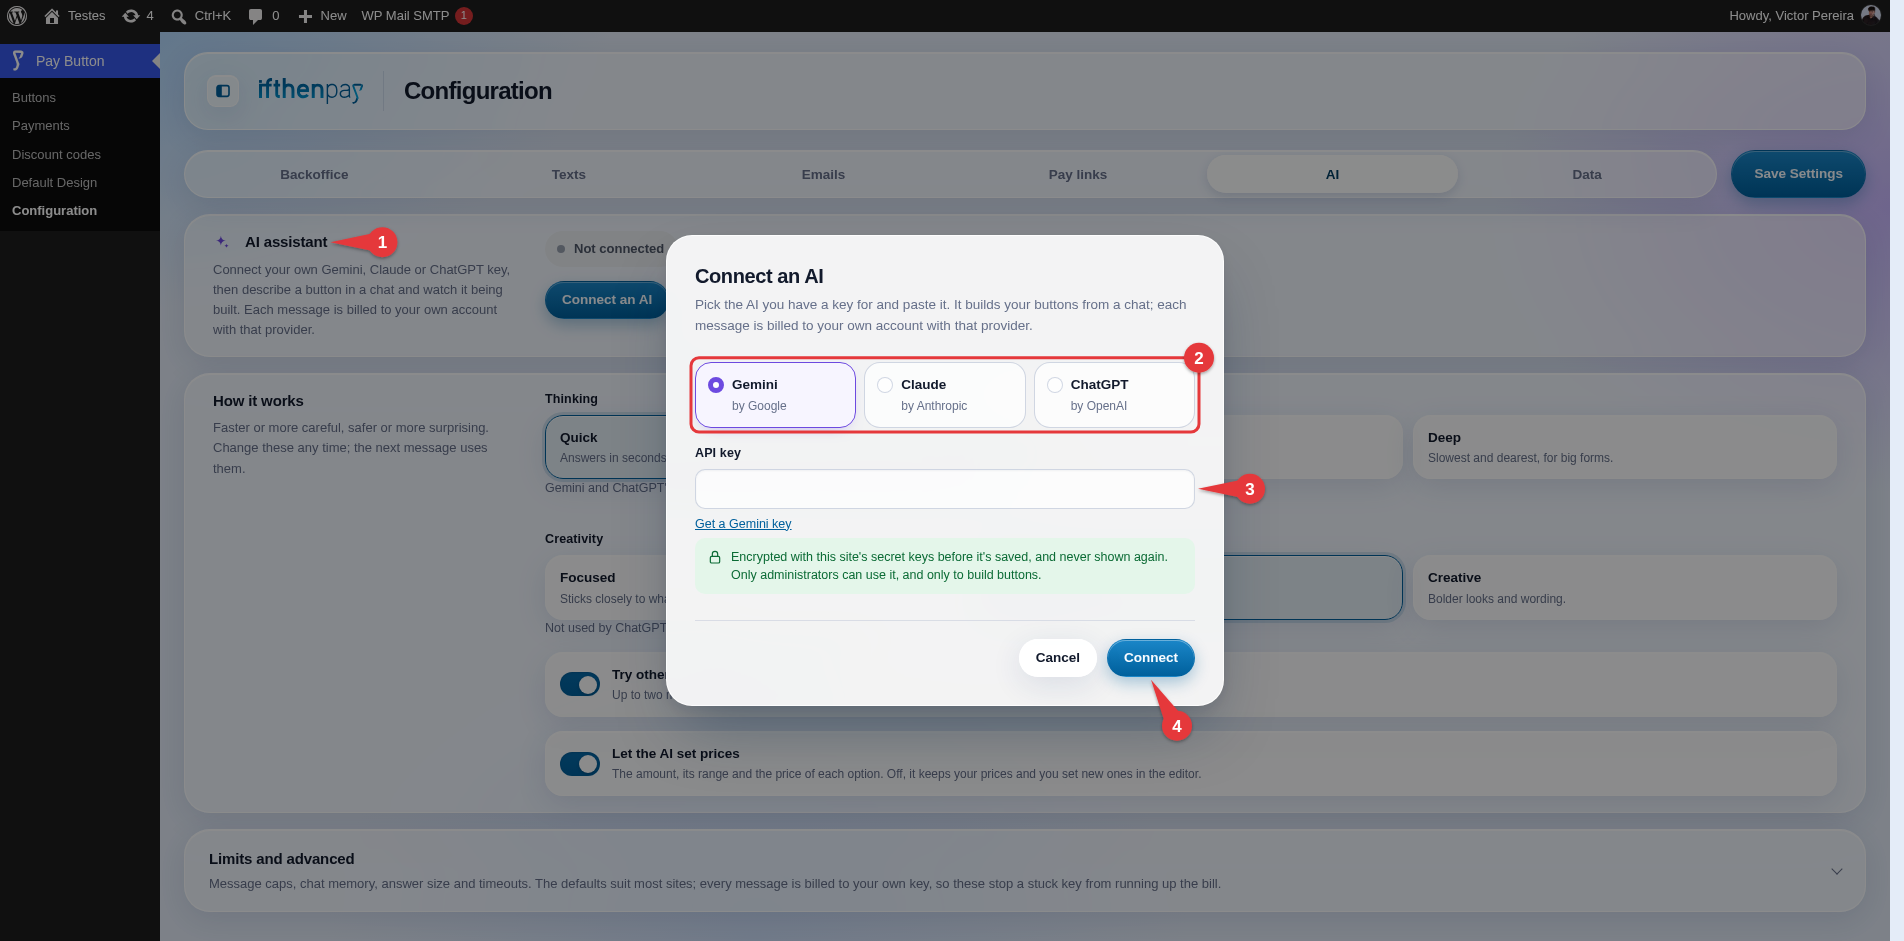 Testes
4
Ctrl+K
0
New
WP Mail SMTP
1
Howdy, Victor Pereira
Pay Button
Buttons
Payments
Discount codes
Default Design
Configuration
ifthenpay
Configuration
Backoffice
Texts
Emails
Pay links
AI
Data
Save Settings
AI assistant
1
Connect your own Gemini, Claude or ChatGPT key,
then describe a button in a chat and watch it being
built. Each message is billed to your own account
with that provider.
Not connected
Connect an AI
How it works
Faster or more careful, safer or more surprising.
Change these any time; the next message uses
them.
Thinking
Quick
Answers in seconds
Gemini and ChatGPT
Deep
Slowest and dearest, for big forms.
Creativity
Focused
Sticks closely to
Not used by ChatGPT
Creative
Bolder looks and wording.
Try
Up to two
Let the AI set prices
The amount, its range and the price of each option. Off, it keeps your prices and you set new ones in the editor.
Limits and advanced
Message caps, chat memory, answer size and timeouts. The defaults suit most sites; every message is billed to your own key, so these stop a stuck key from running up the bill.
Connect an AI
Pick the AI you have a key for and paste it. It builds your buttons from a chat; each
message is billed to your own account with that provider.
2
Gemini
by Google
Claude
by Anthropic
ChatGPT
by OpenAI
API key
3
Get a Gemini key
Encrypted with this site's secret keys before it's saved, and never shown again.
Only administrators can use it, and only to build buttons.
Cancel
Connect
4